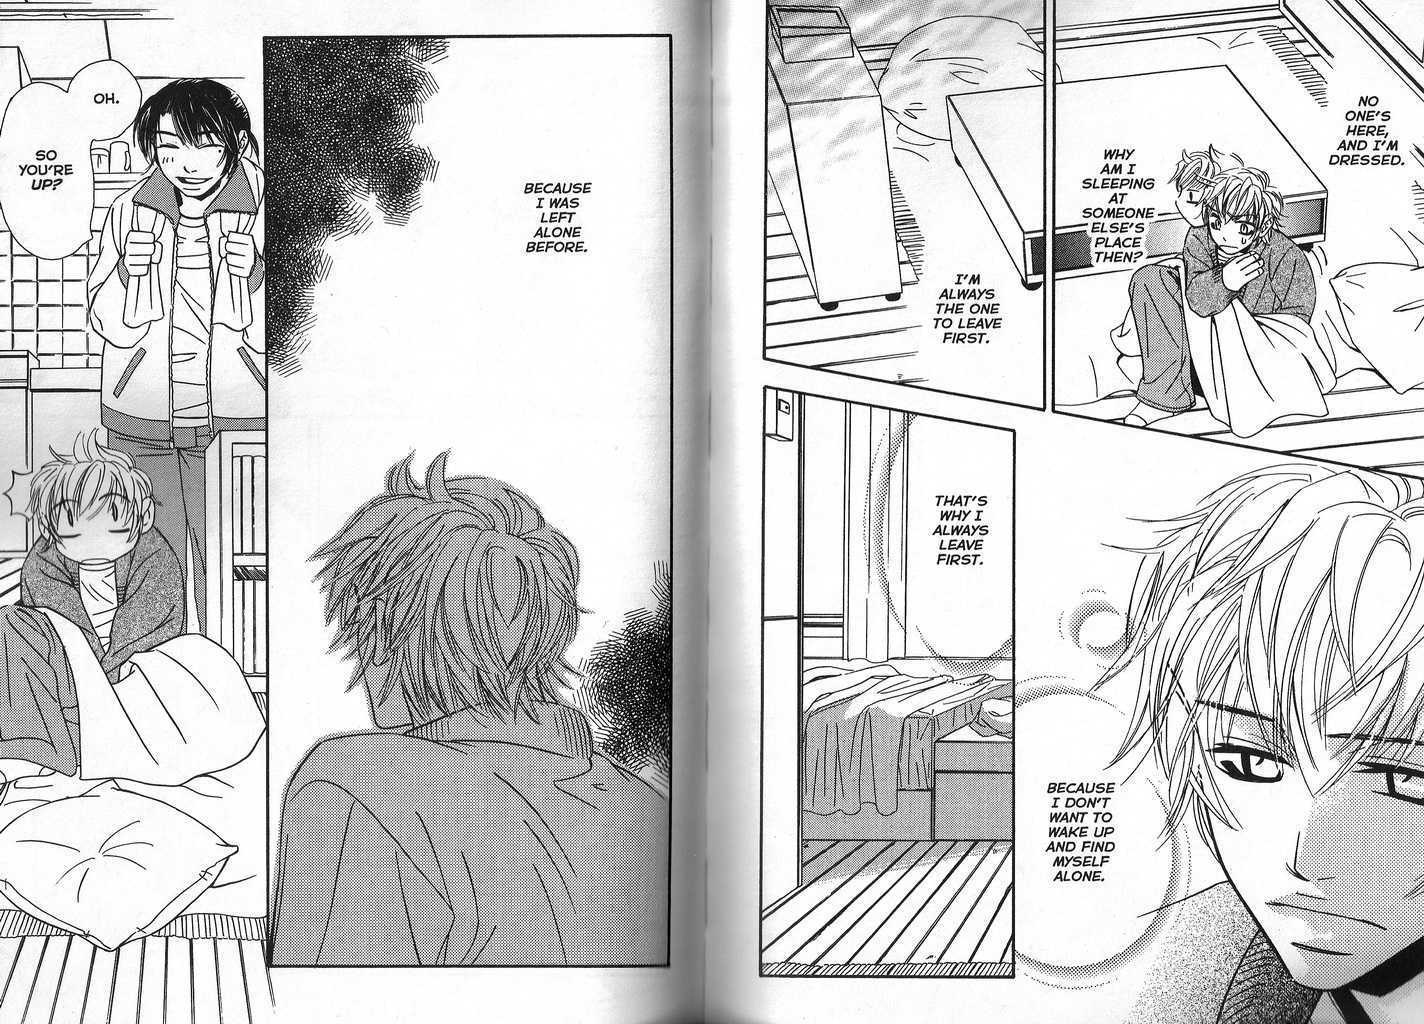 NO
ONE'S
HERE,
AND I'M
DRESSED.
WHY
AM I
SLEEPING
AT
SOMEONE
ELSE'S
PLACE
THEN?
I'M
ALWAYS
THE ONE
TO LEAVE
FIRST.
THAT'S
WHY I
ALWAYS
LEAVE
FIRST.
BECAUSE
I DON'T
WANT TO
WAKE UP
AND FIND
MYSELF
ALONE.
BECAUSE
I WAS
LEFT
ALONE
BEFORE.
OH.
SO
YOU'RE
UP?